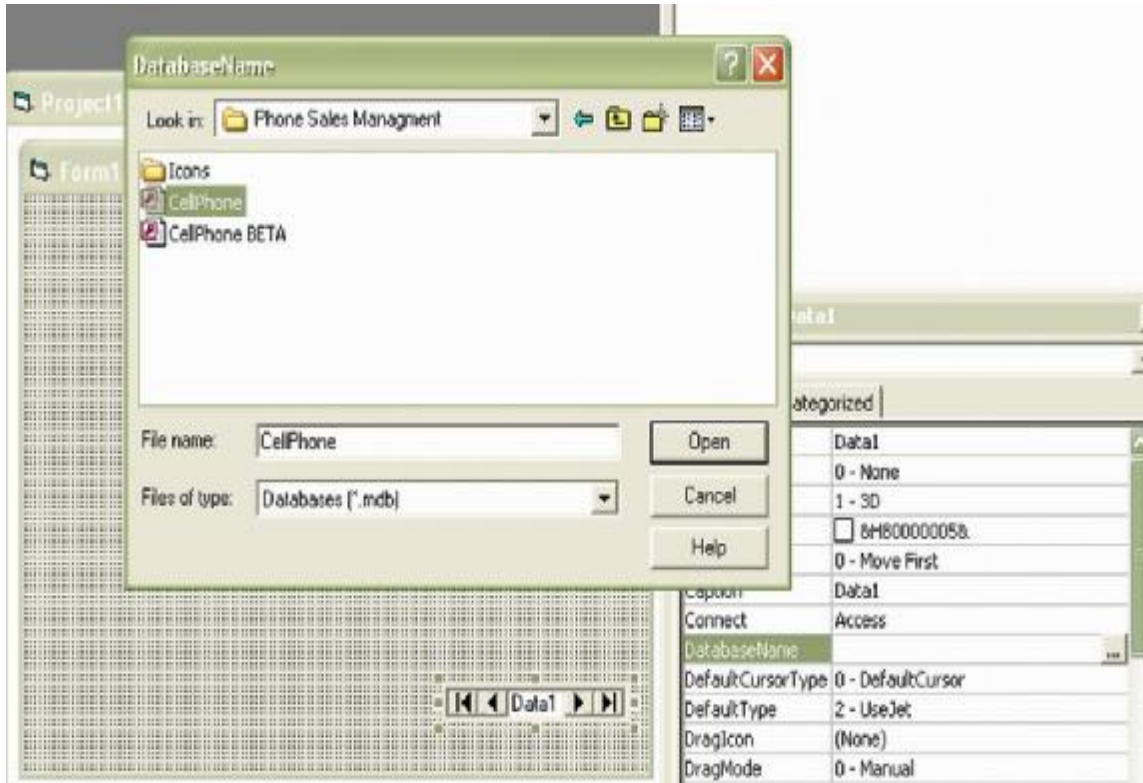 DatabaseName
Project1
Look in: Phone Sales Managment
Form1
Icons
CellPhone
CellPhone BETA
File name: CellPhone Open
Files of type: Databases (*.mdb) Cancel
Help
Data1
ategorized
Data1
0 - None
1 - 3D
&H80000005&
0 - Move First
Caption Data1
Connect Access
DatabaseName ...
DefaultCursorType 0 - DefaultCursor
DefaultType 2 - UseJet
DragIcon (None)
DragMode 0 - Manual
Data1